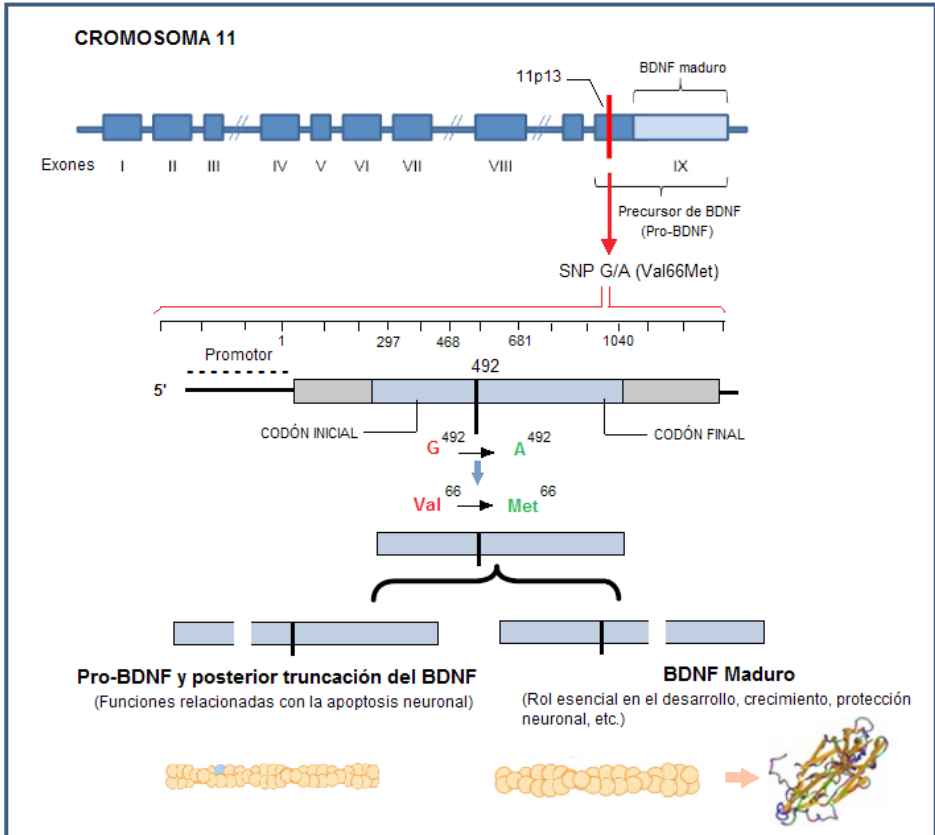 CROMOSOMA 11
11p13
BDNF maduro
Exones I II III IV V VI VII VIII IX
Precursor de BDNF
(Pro-BDNF)
SNP G/A (Val66Met)
1 297 468 681 1040
Promotor
492
5'
CODÓN INICIAL
CODÓN FINAL
G 492 A 492
Val 66 Met 66
Pro-BDNF y posterior truncación del BDNF
(Funciones relacionadas con la apoptosis neuronal)
BDNF Maduro
(Rol esencial en el desarrollo, crecimiento, protección
neuronal, etc.)